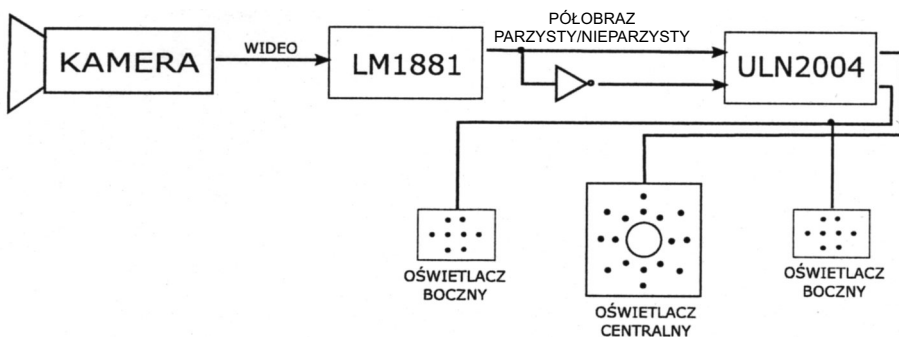 PÓŁOBRAZ
PARZYSTY/NIEPARZYSTY
KAMERA
WIDEO
LM1881
ULN2004
OŚWIETLACZ
BOCZNY
OŚWIETLACZ
CENTRALNY
OŚWIETLACZ
BOCZNY